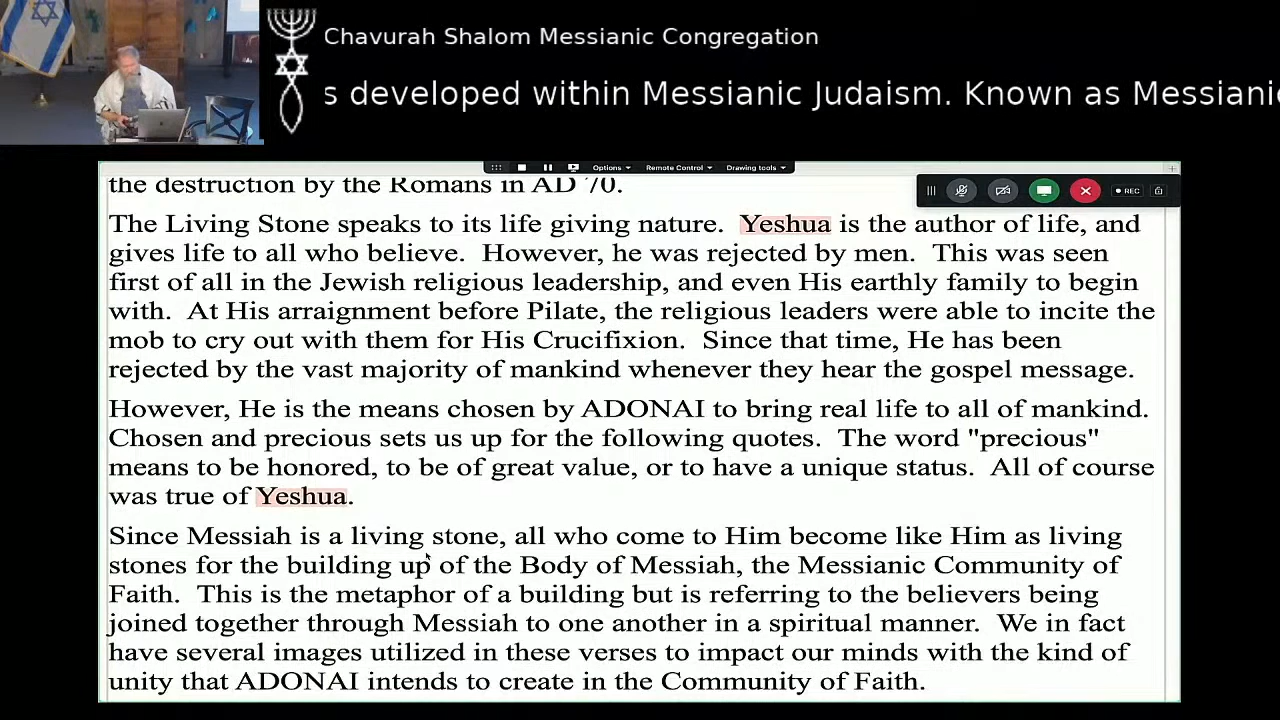 Chavurah Shalom Messianic Congregation
s developed within Messianic Judaism. Known as Messiani
Options
Remote Control
Drawing tools
REC
the destruction by the Romans in AD 70.
The Living Stone speaks to its life giving nature. Yeshua is the author of life, and
gives life to all who believe. However, he was rejected by men. This was seen
first of all in the Jewish religious leadership, and even His earthly family to begin
with. At His arraignment before Pilate, the religious leaders were able to incite the
mob to cry out with them for His Crucifixion. Since that time, He has been
rejected by the vast majority of mankind whenever they hear the gospel message.
However, He is the means chosen by ADONAI to bring real life to all of mankind.
Chosen and precious sets us up for the following quotes. The word "precious"
means to be honored, to be of great value, or to have a unique status. All of course
was true of Yeshua.
Since Messiah is a living stone, all who come to Him become like Him as living
stones for the building up of the Body of Messiah, the Messianic Community of
Faith. This is the metaphor of a building but is referring to the believers being
joined together through Messiah to one another in a spiritual manner. We in fact
have several images utilized in these verses to impact our minds with the kind of
unity that ADONAI intends to create in the Community of Faith.